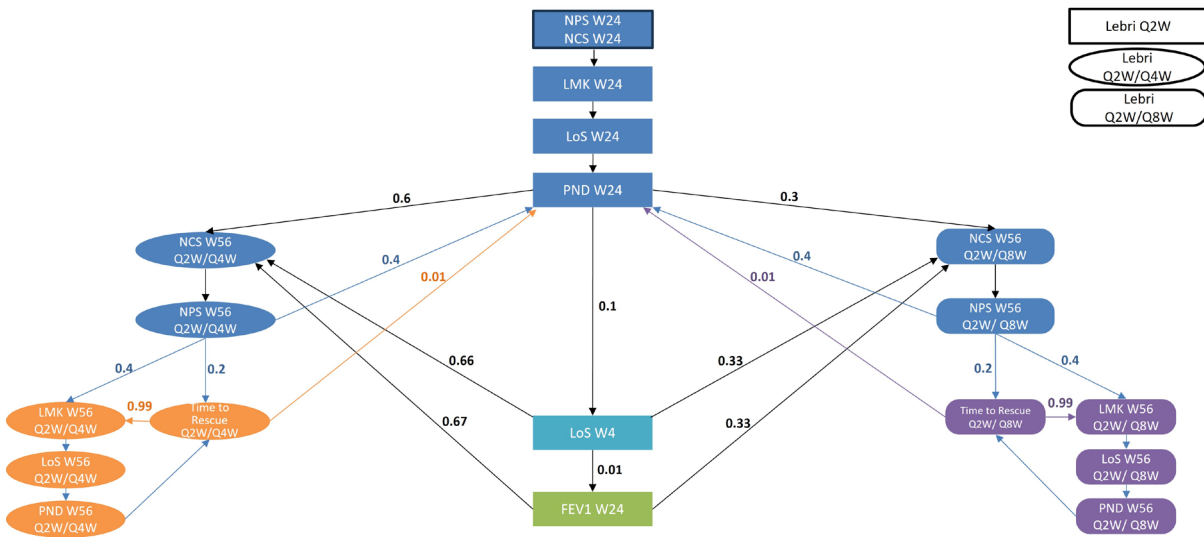 NPS W24
NCS W24
Lebri Q2W
Lebri
Q2W/Q4W
Lebri
Q2W/Q8W
LMK W24
LoS W24
PND W24
0.6
0.3
NCS W56
Q2W/Q4W
NCS W56
Q2W/Q8W
0.4
0.4
0.01
0.01
0.1
NPS W56
Q2W/Q4W
NPS W56
Q2W/ Q8W
0.4
0.2
0.66
0.33
0.2
0.4
LMK W56
Q2W/Q4W
0.99
Time to
Rescue
Q2W/Q4W
0.67
LoS W4
0.33
Time to Rescue
Q2W/ Q8W
0.99
LMK W56
Q2W/ Q8W
LoS W56
Q2W/Q4W
0.01
LoS W56
Q2W/ Q8W
PND W56
Q2W/Q4W
FEV1 W24
PND W56
Q2W/ Q8W